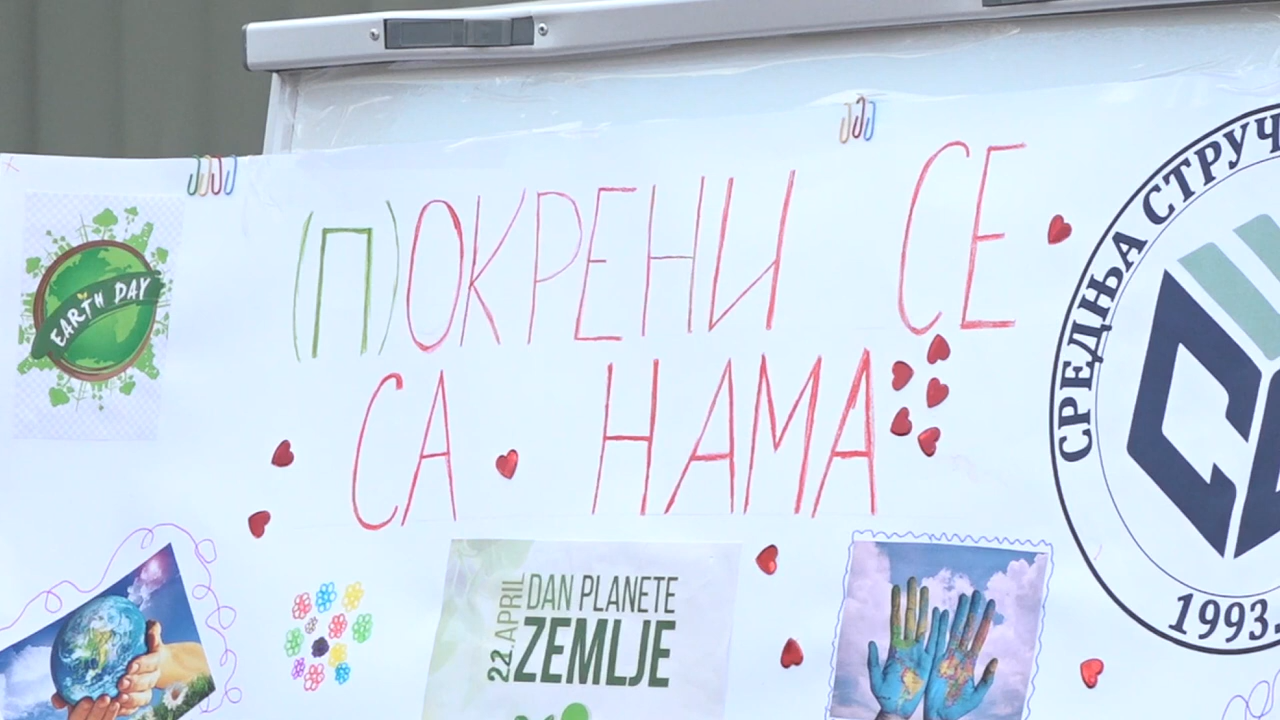 (П)ОКРЕНИ СЕ
СА НАМА
EARTH DAY
22.APRIL
DAN PLANETE
ZEMLJE
СРЕДЊА СТРУЧ
1993.